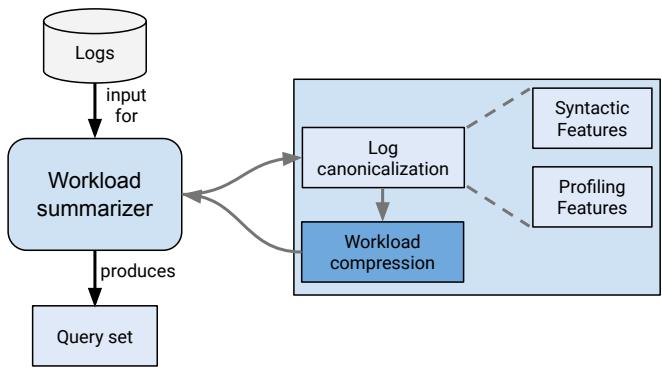 Logs
input
for
Workload
summarizer
produces
Query set
Log
canonicalization
Workload
compression
Syntactic
Features
Profiling
Features